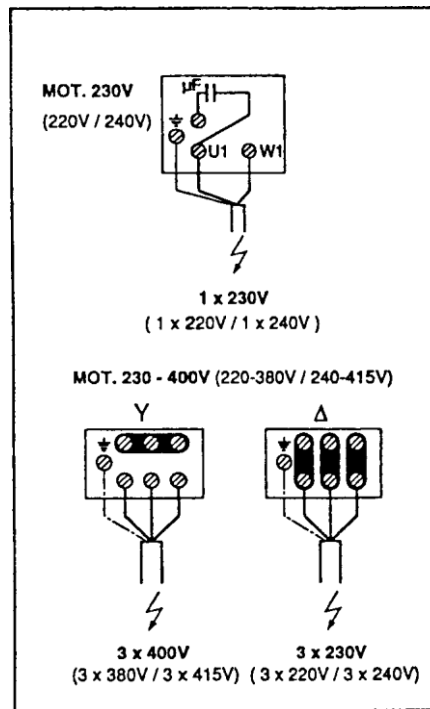 MOT. 230V
(220V / 240V)
µF
U1
W1
1 x 230V
( 1 x 220V / 1 x 240V )
MOT. 230 - 400V (220-380V / 240-415V)
Y
Δ
3 x 400V
(3 x 380V / 3 x 415V)
3 x 230V
( 3 x 220V / 3 x 240V)